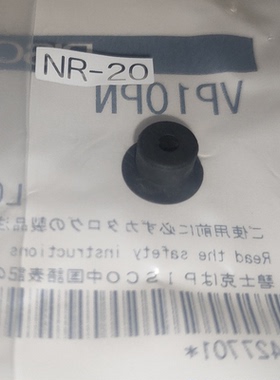 NR-20
VP10PN
ご使用前に必ずカタログの製品注
Read the safety instructions
碧士克はPISCO中国語表記